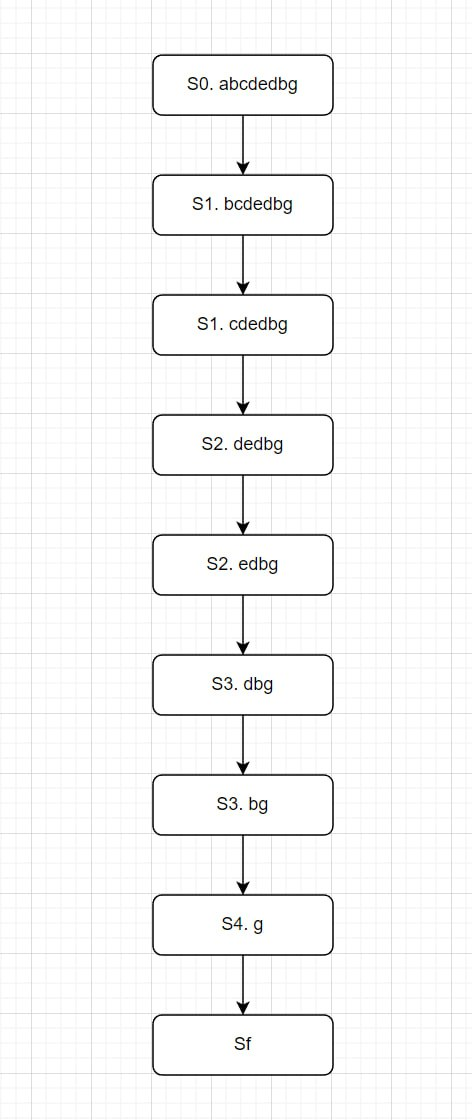 S0. abcdedbg
S1. bcdedbg
S1. cdedbg
S2. dedbg
S2. edbg
S3. dbg
S3. bg
S4. g
Sf